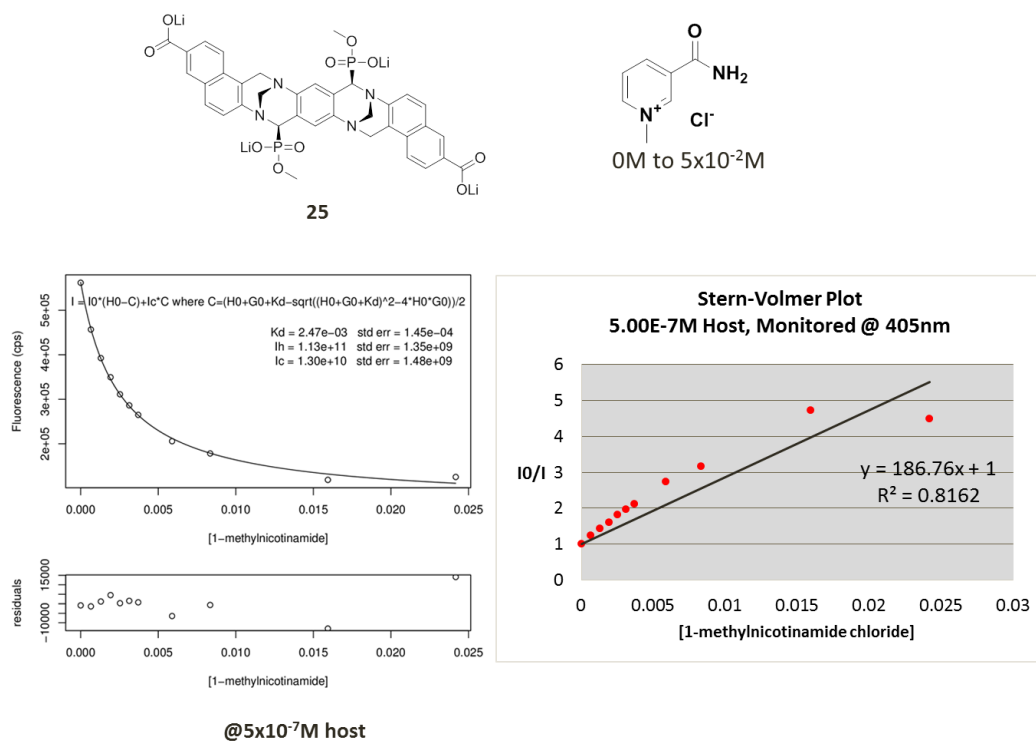 OLi
O
O
O=P
OLi
N
N
N
N
LiO-P=O
O
O
OLi
25
O
NH₂
N⁺
Cl⁻
0M to 5x10⁻²M
I = I0*(H0−C)+Ic*C where C=(H0+G0+Kd−sqrt((H0+G0+Kd)^2−4*H0*G0))/2
Kd = 2.47e−03 std err = 1.45e−04
Ih = 1.13e+11 std err = 1.35e+09
Ic = 1.30e+10 std err = 1.48e+09
Fluorescence (cps)
5e+05
4e+05
3e+05
2e+05
0.000 0.005 0.010 0.015 0.020 0.025
[1−methylnicotinamide]
residuals
15000
−10000
0.000 0.005 0.010 0.015 0.020 0.025
[1−methylnicotinamide]
@5x10⁻⁷M host
Stern-Volmer Plot
5.00E-7M Host, Monitored @ 405nm
I0/I
6
5
4
3
2
1
0
y = 186.76x + 1
R² = 0.8162
0 0.005 0.01 0.015 0.02 0.025 0.03
[1-methylnicotinamide chloride]